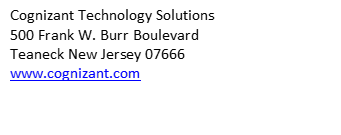 Cognizant Technology Solutions
500 Frank W. Burr Boulevard
Teaneck New Jersey 07666
www.cognizant.com